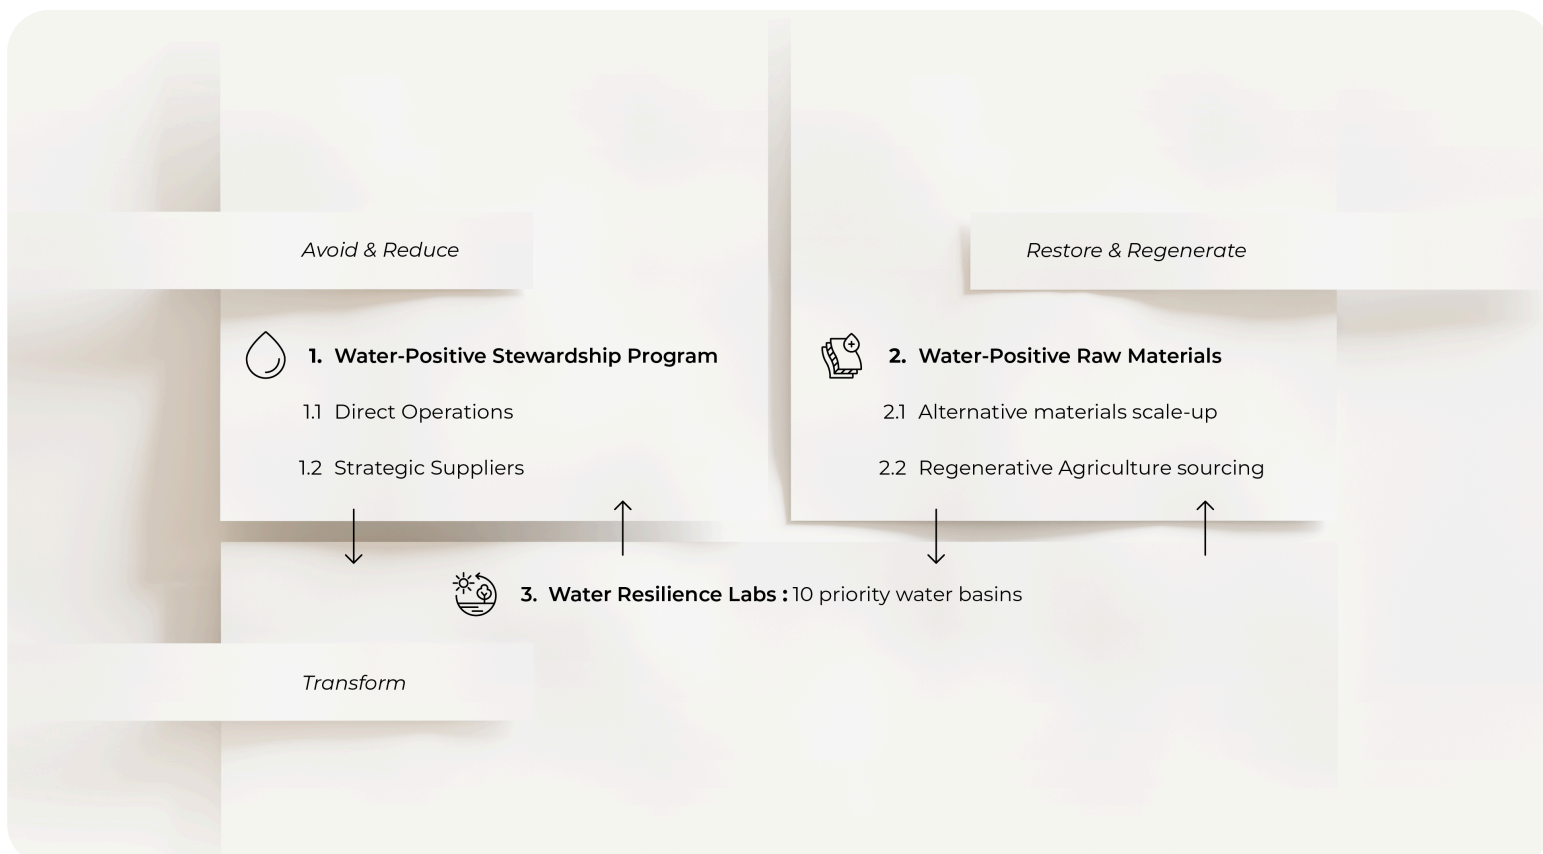 Avoid & Reduce
1. Water-Positive Stewardship Program
1.1 Direct Operations
1.2 Strategic Suppliers
Restore & Regenerate
2. Water-Positive Raw Materials
2.1 Alternative materials scale-up
2.2 Regenerative Agriculture sourcing
3. Water Resilience Labs : 10 priority water basins
Transform